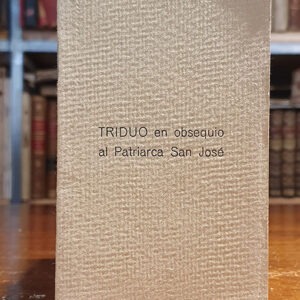 TRIDUO en obsequio
al Patriarca San José